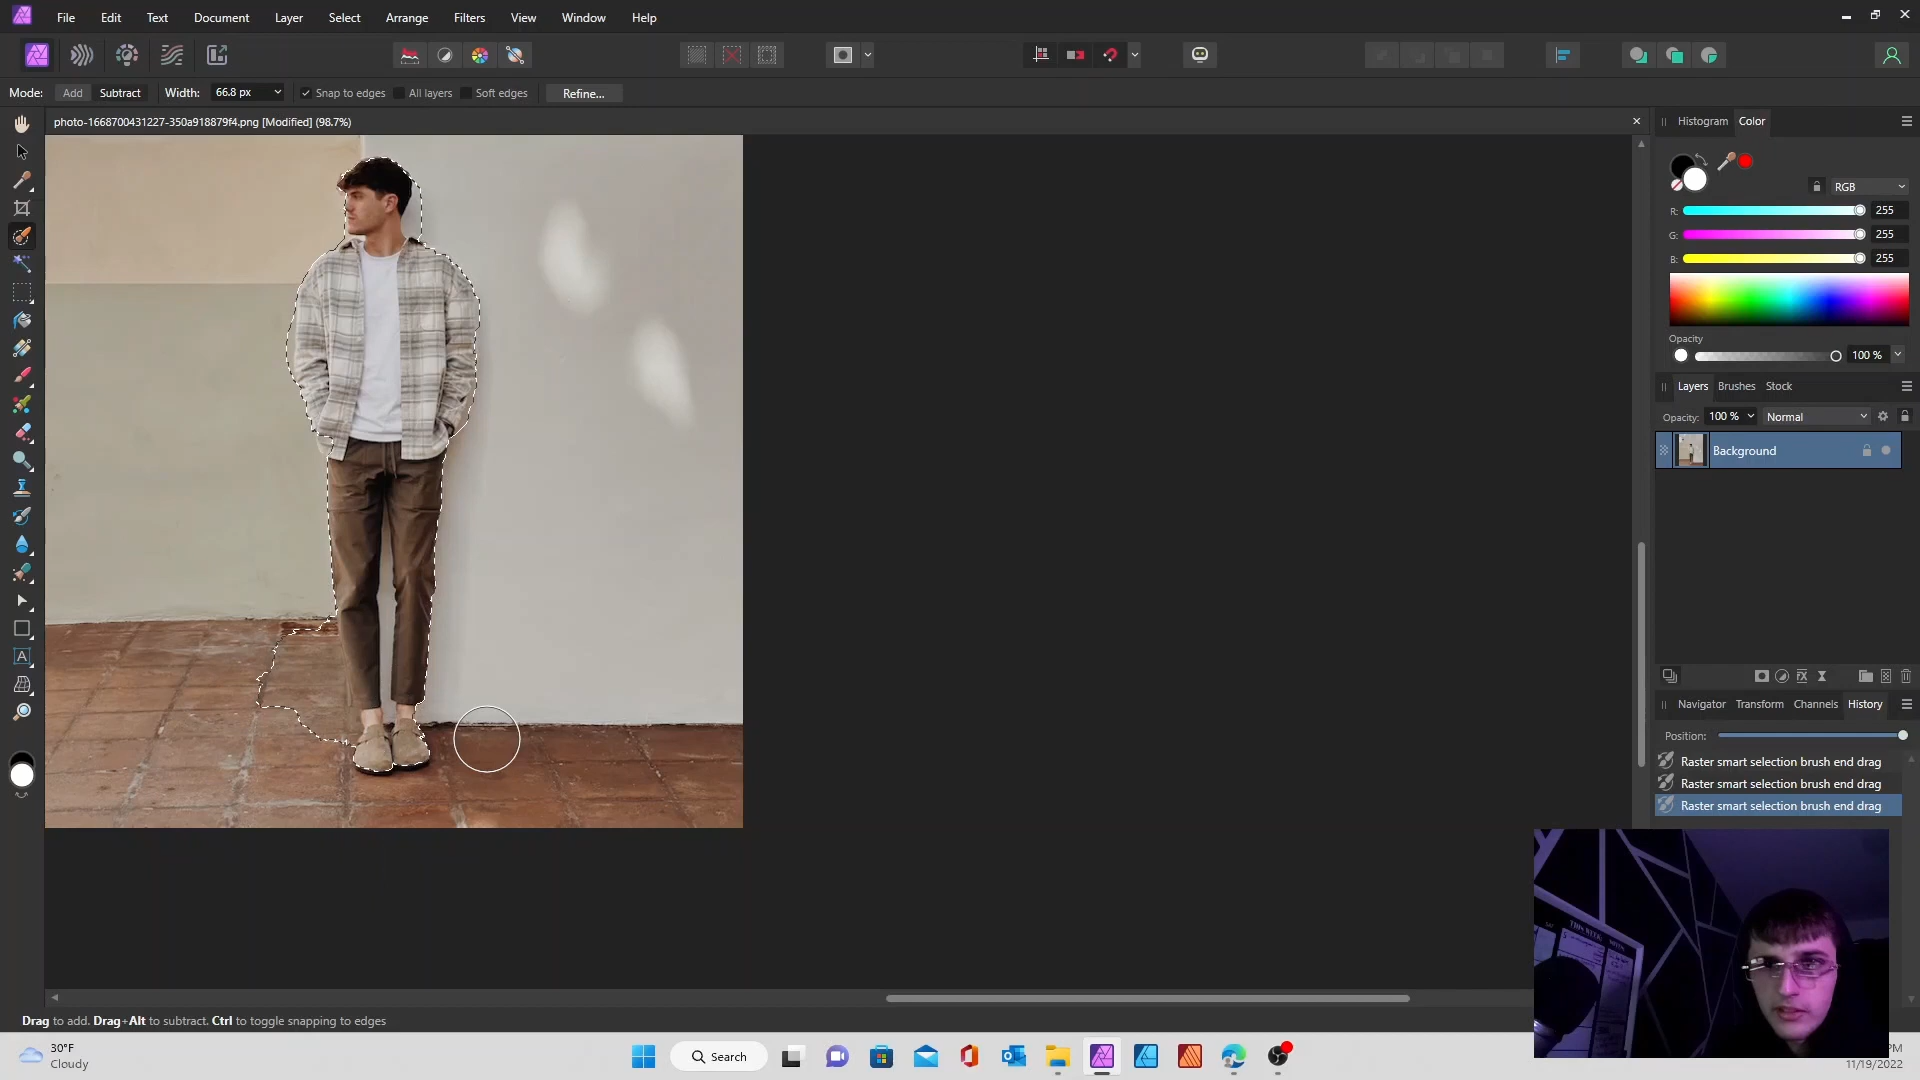 File Edit Text Document Layer Select Arrange Filters View Window Help
Mode: Add Subtract Width: 66.8 px Snap to edges All layers Soft edges Refine...
photo-1668700431227-350a918879f4.png [Modified] (98.7%)
Histogram Color
RGB
R: 255
G: 255
B: 255
Opacity
100 %
Layers Brushes Stock
Opacity: 100 % Normal
Background
Navigator Transform Channels History
Position:
Raster smart selection brush end drag
Raster smart selection brush end drag
Raster smart selection brush end drag
THIS WEEK
Drag to add. Drag+Alt to subtract. Ctrl to toggle snapping to edges
30°F
Cloudy
Search
PM
11/19/2022